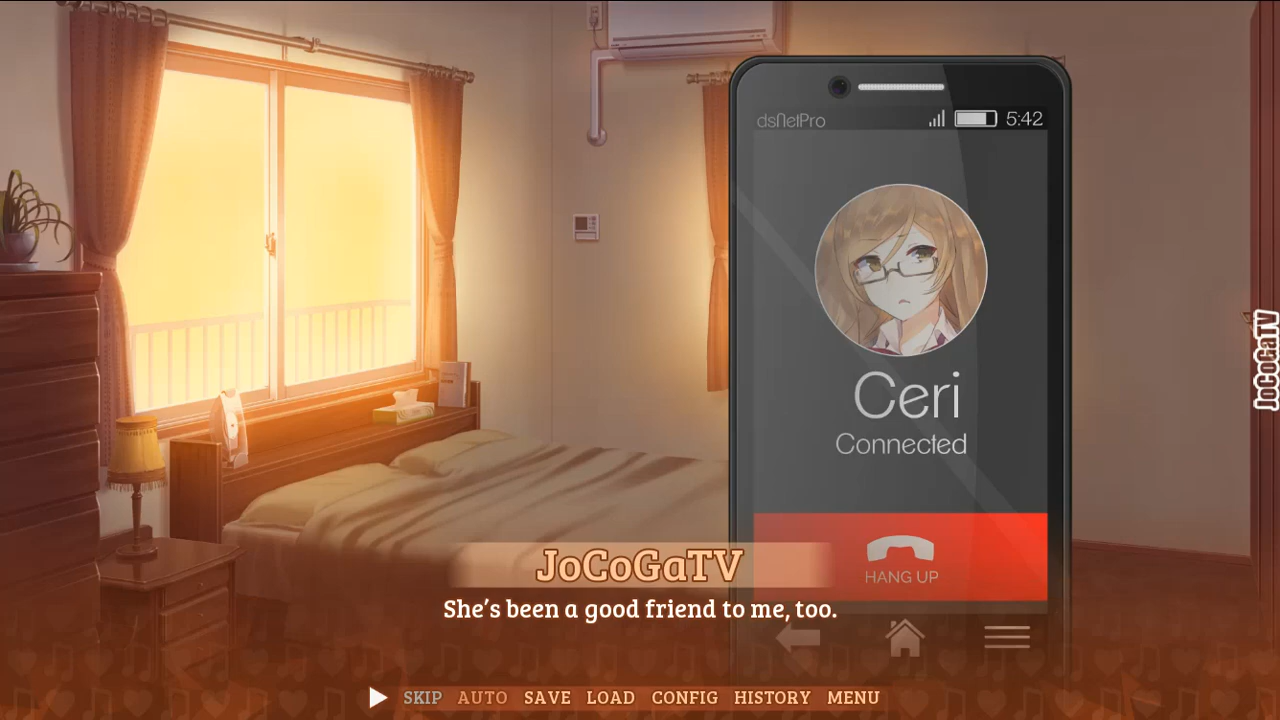 dsNetPro 5:42
Ceri
Connected
HANG UP
JoCoGaTV
JoCoGaTV
She's been a good friend to me, too.
SKIP AUTO SAVE LOAD CONFIG HISTORY MENU